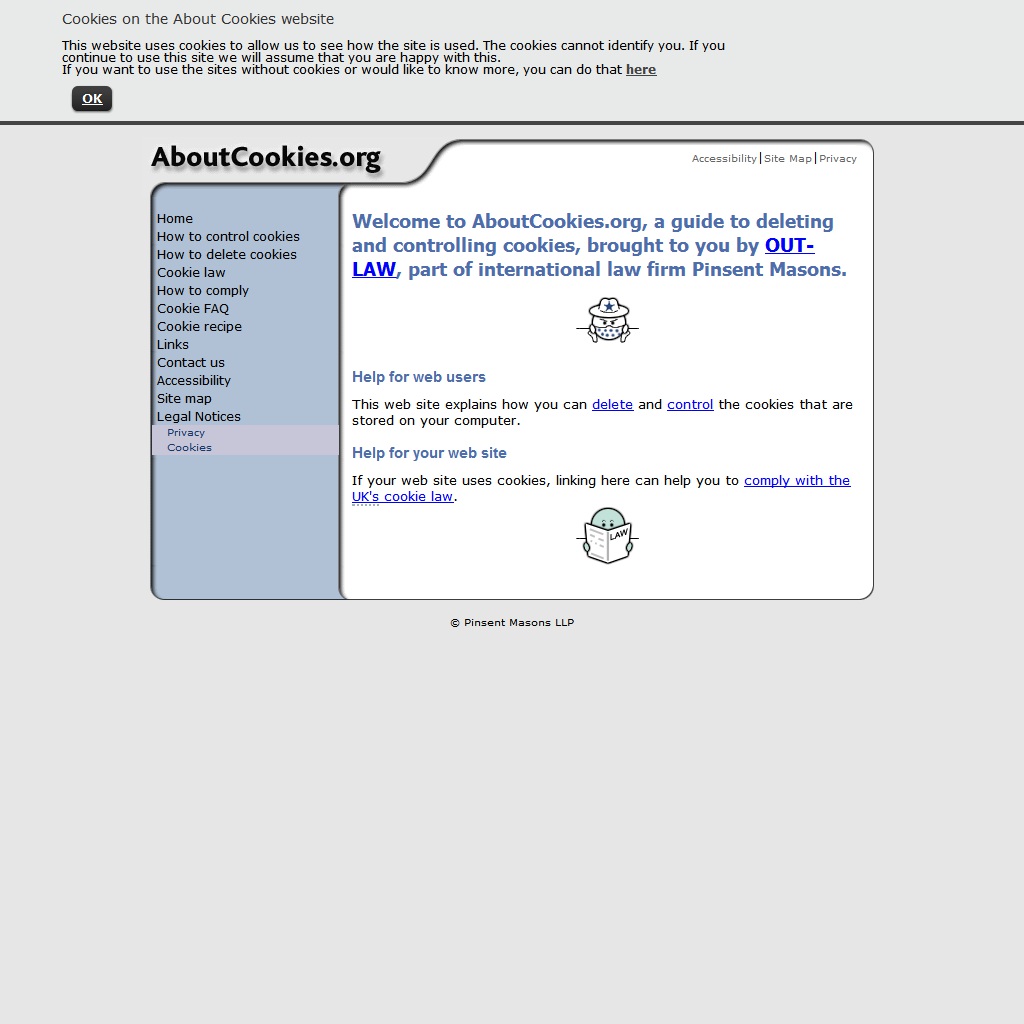 Cookies on the About Cookies website
This website uses cookies to allow us to see how the site is used. The cookies cannot identify you. If you
continue to use this site we will assume that you are happy with this.
If you want to use the sites without cookies or would like to know more, you can do that here
OK
AboutCookies.org
Accessibility|Site Map|Privacy
Home
How to control cookies
How to delete cookies
Cookie law
How to comply
Cookie FAQ
Cookie recipe
Links
Contact us
Accessibility
Site map
Legal Notices
Privacy
Cookies
Welcome to AboutCookies.org, a guide to deleting
and controlling cookies, brought to you by OUT-
LAW, part of international law firm Pinsent Masons.
Help for web users
This web site explains how you can delete and control the cookies that are
stored on your computer.
Help for your web site
If your web site uses cookies, linking here can help you to comply with the
UK's cookie law.
LAW
© Pinsent Masons LLP